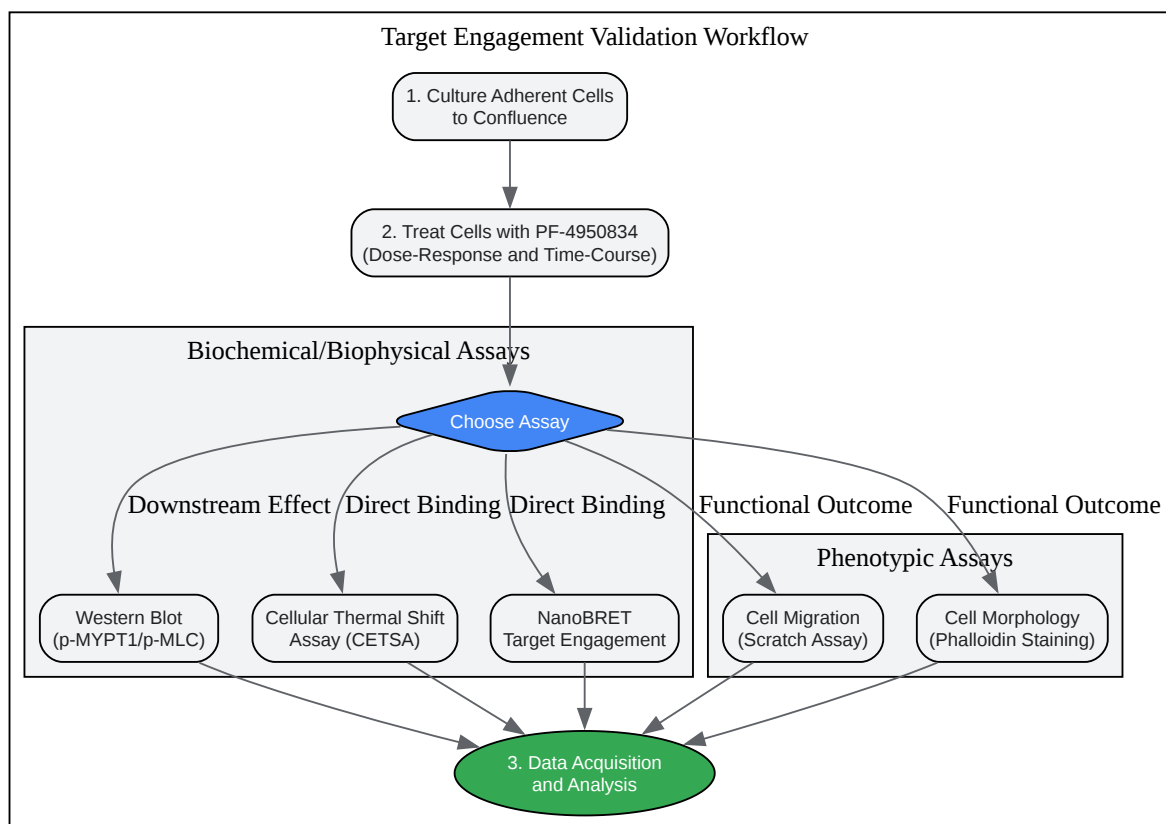 Target Engagement Validation Workflow
1. Culture Adherent Cells
to Confluence
2. Treat Cells with PF-4950834
(Dose-Response and Time-Course)
Biochemical/Biophysical Assays
Choose Assay
Downstream Effect
Direct Binding
Direct Binding
Functional Outcome
Functional Outcome
Phenotypic Assays
Western Blot
(p-MYPT1/p-MLC)
Cellular Thermal Shift
Assay (CETSA)
NanoBRET
Target Engagement
Cell Migration
(Scratch Assay)
Cell Morphology
(Phalloidin Staining)
3. Data Acquisition
and Analysis